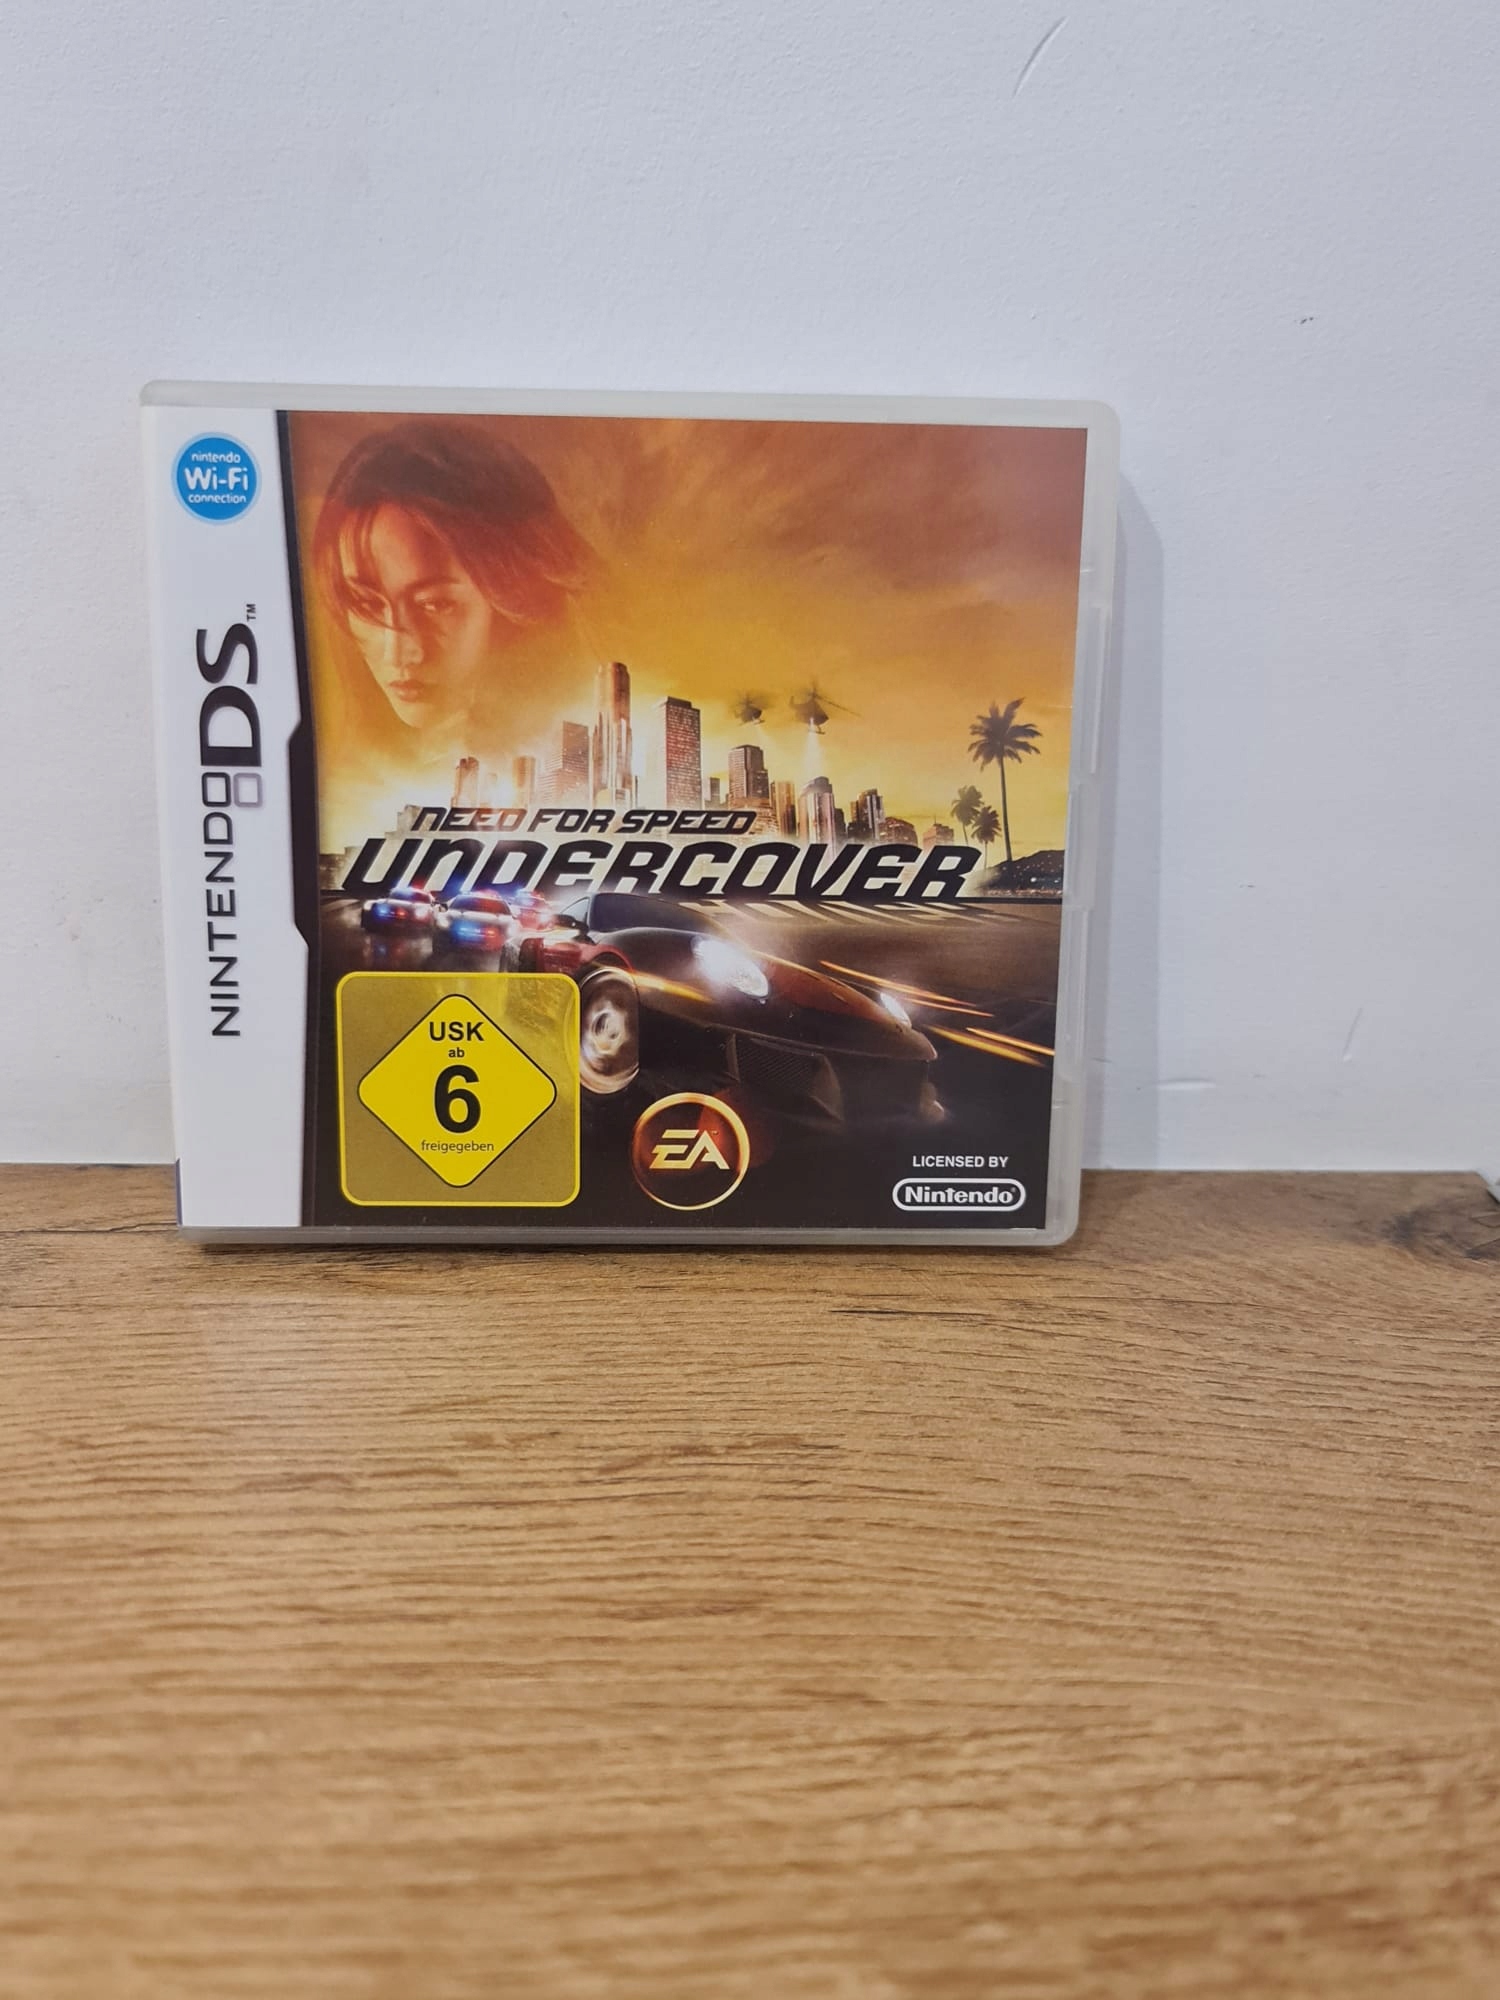 nintendo
Wi-Fi
connection
NINTENDO DS™
NEED FOR SPEED
UNDERCOVER
USK
ab
6
freigegeben
EA
LICENSED BY
Nintendo®